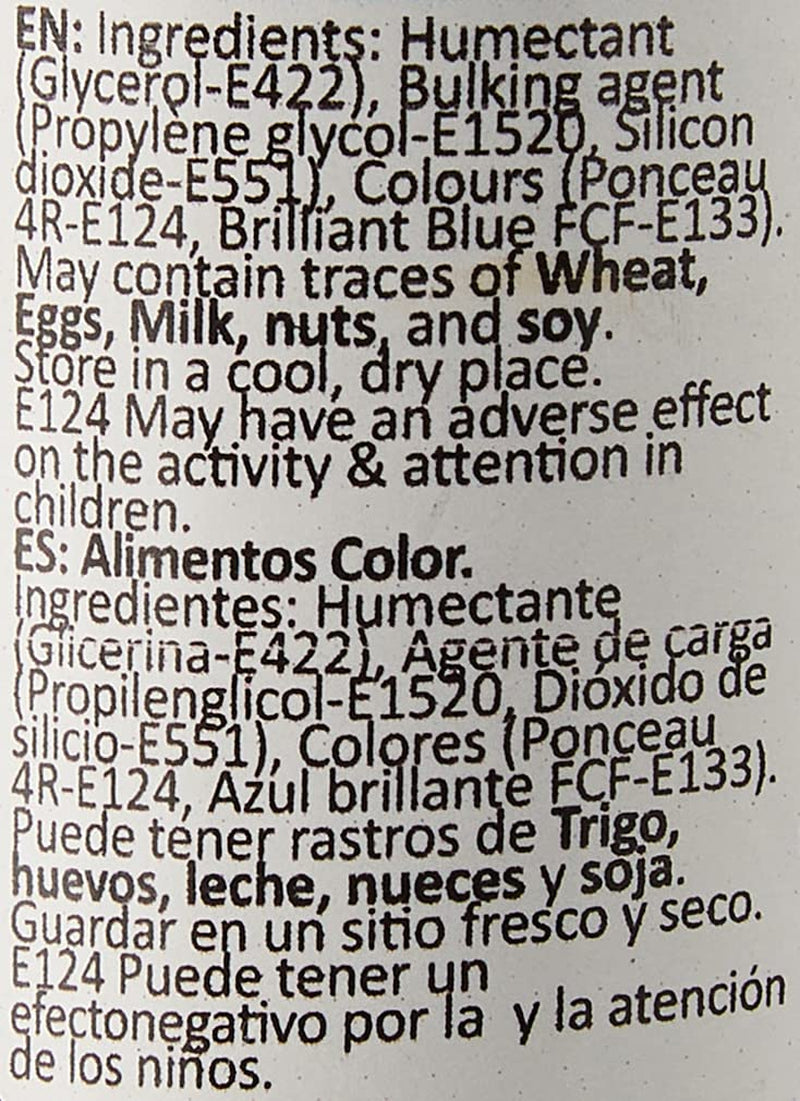 EN: Ingredients: Humectant
(Glycerol-E422), Bulking agent
(Propylene glycol-E1520, Silicon
dioxide-E551), Colours (Ponceau
4R-E124, Brilliant Blue FCF-E133).
May contain traces of Wheat,
Eggs, Milk, nuts, and soy.
Store in a cool, dry place.
E124 May have an adverse effect
on the activity & attention in
children.
ES: Alimentos Color.
Ingredientes: Humectante
(Glicerina-E422), Agente de carga
(Propilenglicol-E1520, Dióxido de
silicio-E551), Colores (Ponceau
4R-E124, Azul brillante FCF-E133).
Puede tener rastros de Trigo,
huevos, leche, nueces y soja.
Guardar en un sitio fresco y seco.
E124 Puede tener un
efectonegativo por la y la atención
de los niños.